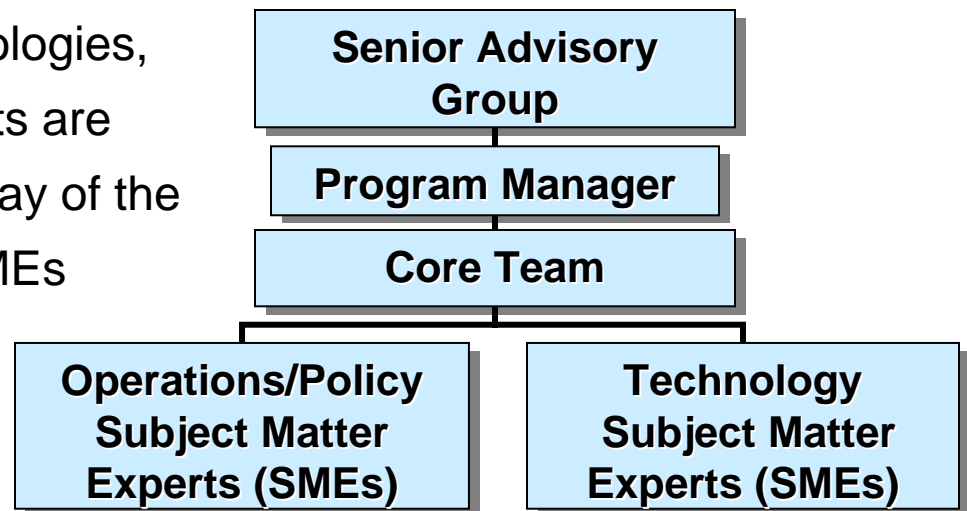 ologies,
ts are
ay of the
MEs
Senior Advisory
Group
Program Manager
Core Team
Operations/Policy
Subject Matter
Experts (SMEs)
Technology
Subject Matter
Experts (SMEs)